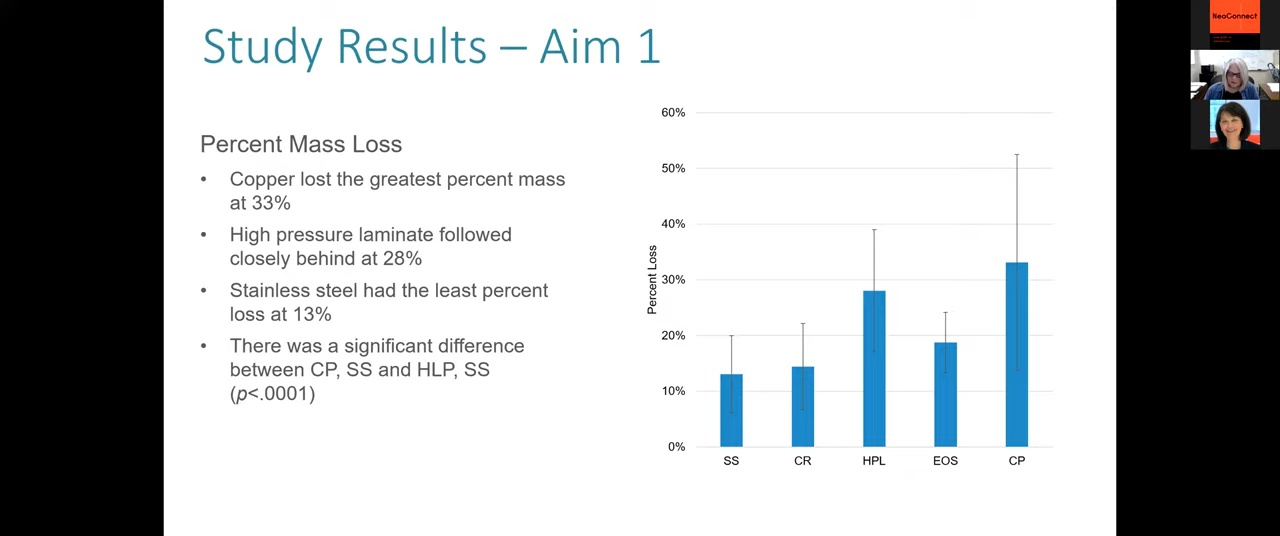 Study Results – Aim 1
Percent Mass Loss
• Copper lost the greatest percent mass
at 33%
• High pressure laminate followed
closely behind at 28%
• Stainless steel had the least percent
loss at 13%
• There was a significant difference
between CP, SS and HLP, SS
(p<.0001)
Percent Loss
60%
50%
40%
30%
20%
10%
0%
SS CR HPL EOS CP
NeoConnect